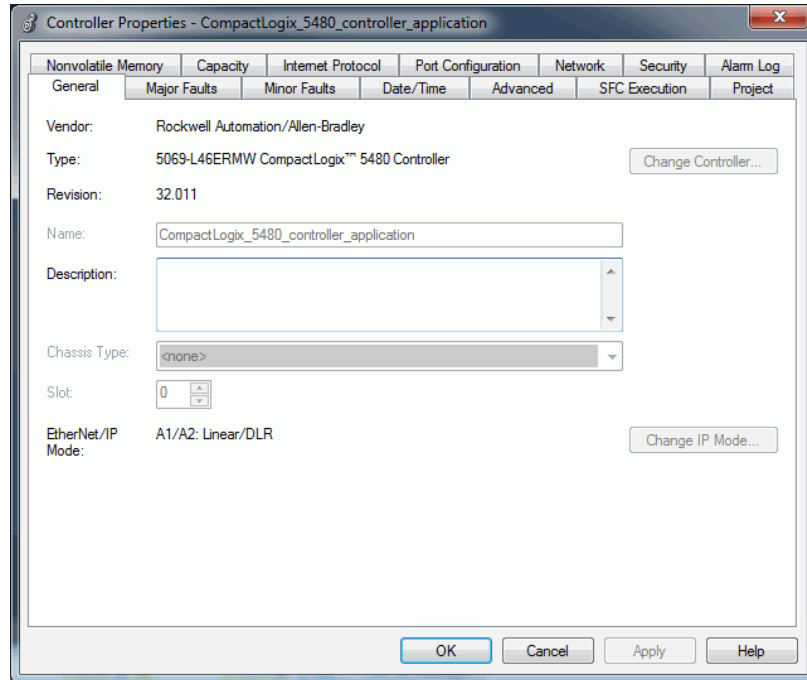 Controller Properties - CompactLogix_5480_controller_application
Nonvolatile Memory Capacity Internet Protocol Port Configuration Network Security Alarm Log
General Major Faults Minor Faults Date/Time Advanced SFC Execution Project
Vendor: Rockwell Automation/Allen-Bradley
Type: 5069-L46ERMW CompactLogix™ 5480 Controller Change Controller...
Revision: 32.011
Name: CompactLogix_5480_controller_application
Description:
Chassis Type: <none>
Slot: 0
EtherNet/IP A1/A2: Linear/DLR Change IP Mode...
Mode:
OK Cancel Apply Help